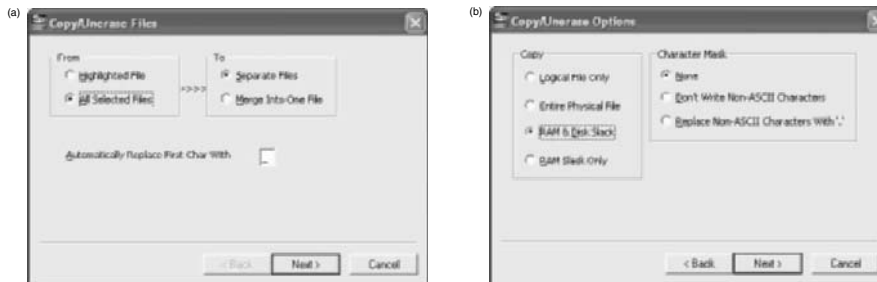 (a)
Copy/Unerase Files
From
Highlighted File
All Selected Files
>>>>
To
Separate Files
Merge Into One File
Automatically Replace First Char With
_
< Back
Next >
Cancel
(b)
Copy/Unerase Options
Copy
Logical File Only
Entire Physical File
RAM & Disk Slack
RAM Slack Only
Character Mask
None
Don't Write Non-ASCII Characters
Replace Non-ASCII Characters With '.'
< Back
Next >
Cancel